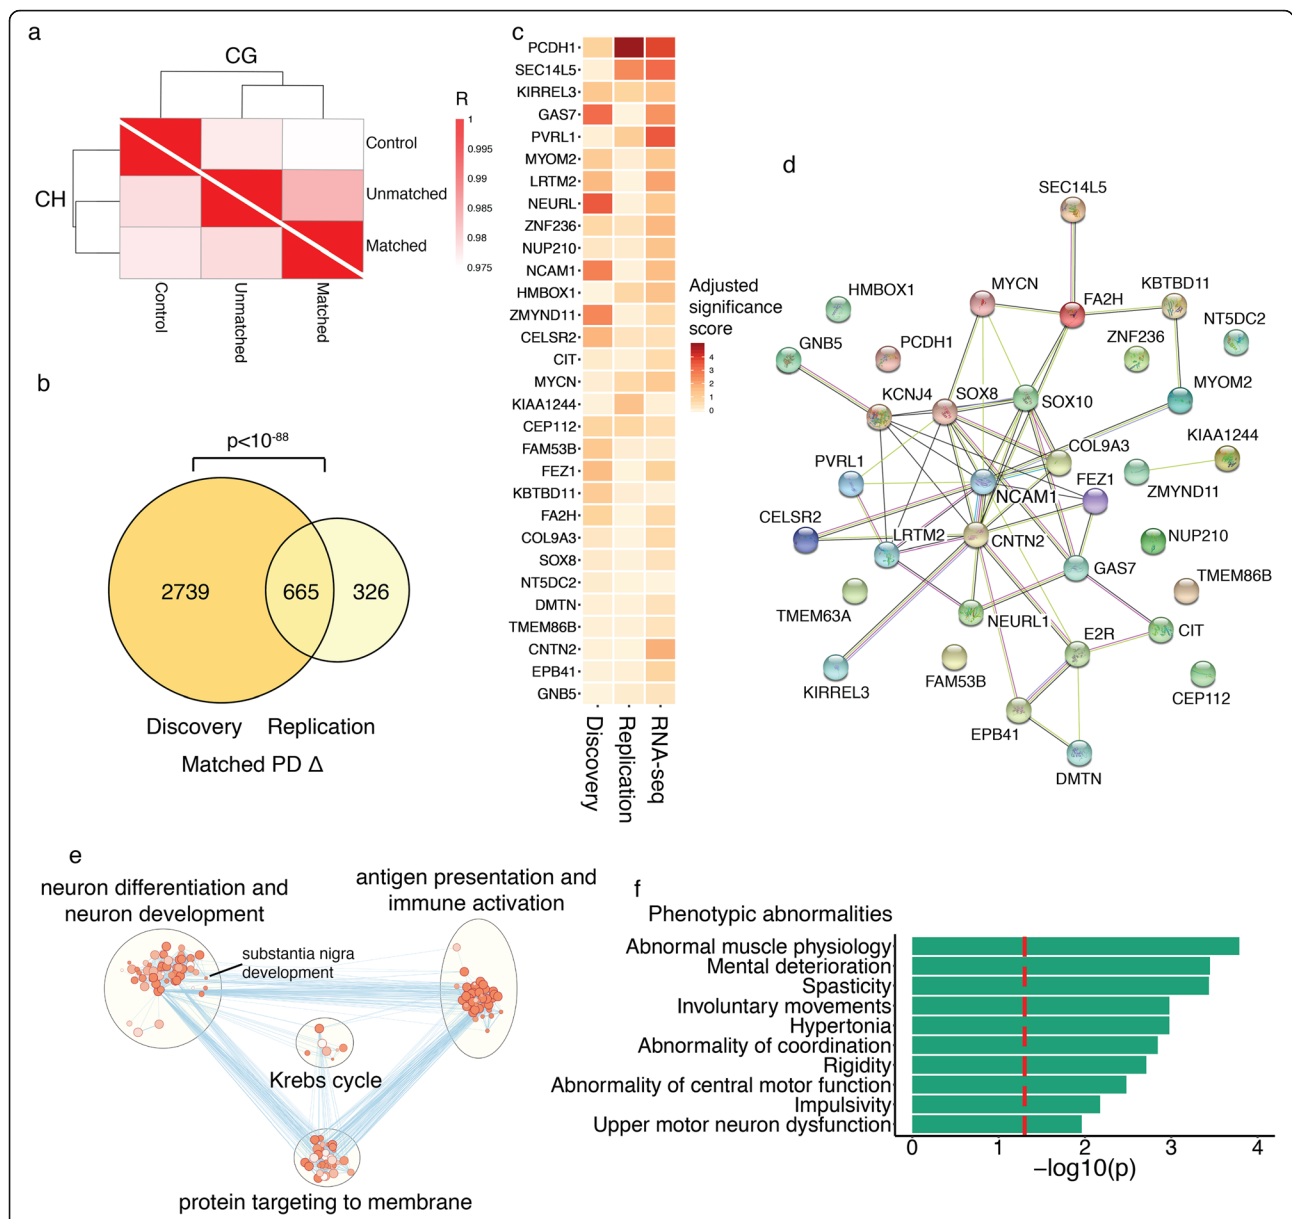 a
CG
CH
R
1
0.995
0.99
0.985
0.98
0.975
Control
Unmatched
Matched
Control
Unmatched
Matched
b
p<10-88
2739
665
326
Discovery
Replication
Matched PD Δ
c
PCDH1
SEC14L5
KIRREL3
GAS7
PVRL1
MYOM2
LRTM2
NEURL
ZNF236
NUP210
NCAM1
HMBOX1
ZMYND11
CELSR2
CIT
MYCN
KIAA1244
CEP112
FAM53B
FEZ1
KBTBD11
FA2H
COL9A3
SOX8
NT5DC2
DMTN
TMEM86B
CNTN2
EPB41
GNB5
Discovery
Replication
RNA-seq
Adjusted
significance
score
4
3
2
1
0
d
SEC14L5
MYCN
FA2H
KBTBD11
HMBOX1
NT5DC2
GNB5
PCDH1
ZNF236
MYOM2
KCNJ4
SOX8
SOX10
COL9A3
KIAA1244
PVRL1
FEZ1
ZMYND11
NCAM1
CELSR2
LRTM2
CNTN2
NUP210
GAS7
TMEM86B
TMEM63A
NEURL1
E2R
CIT
KIRREL3
FAM53B
CEP112
EPB41
DMTN
e
neuron differentiation and
neuron development
substantia nigra
development
antigen presentation and
immune activation
Krebs cycle
protein targeting to membrane
f
Phenotypic abnormalities
Abnormal muscle physiology
Mental deterioration
Spasticity
Involuntary movements
Hypertonia
Abnormality of coordination
Rigidity
Abnormality of central motor function
Impulsivity
Upper motor neuron dysfunction
0
1
2
3
4
−log10(p)